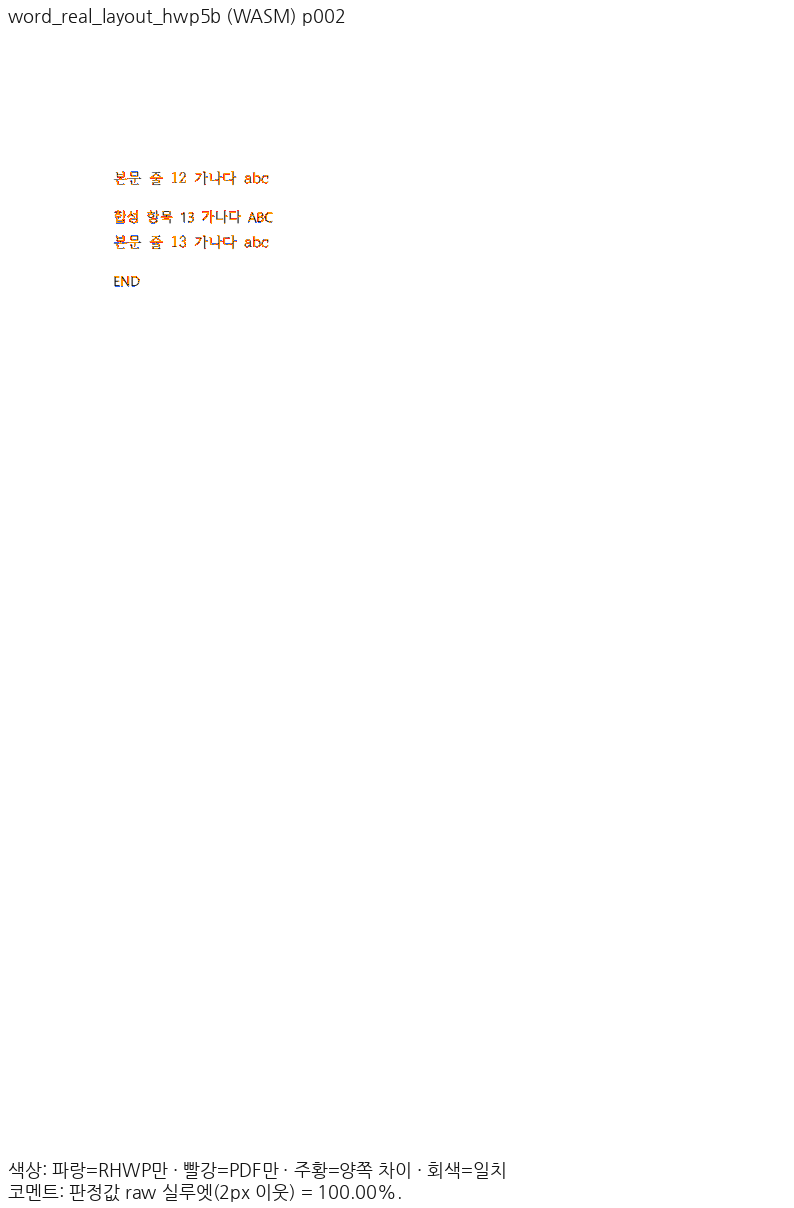 word_real_layout_hwp5b (WASM) p002
본문 줄 12 가나다 abc
합성 항목 13 가나다 ABC
본문 줄 13 가나다 abc
END
색상: 파랑=RHWP만 · 빨강=PDF만 · 주황=양쪽 차이 · 회색=일치
코멘트: 판정값 raw 실루엣(2px 이웃) = 100.00%.